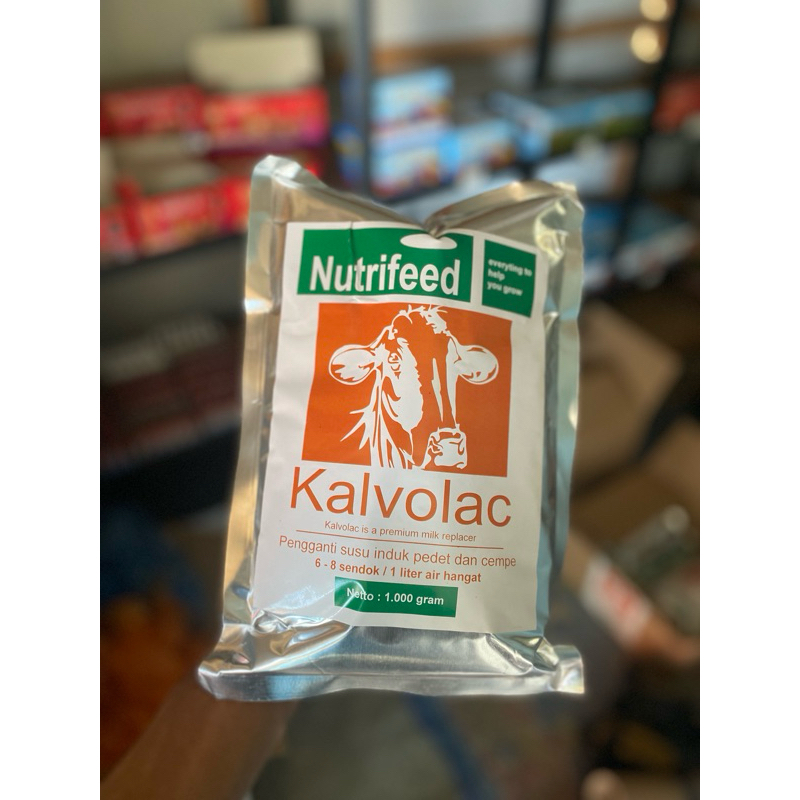 Nutrifeed
everyting to
help
you grow
Kalvolac
Kalvolac is a premium milk replacer
Pengganti susu induk pedet dan cempe
6 - 8 sendok / 1 liter air hangat
Netto : 1.000 gram